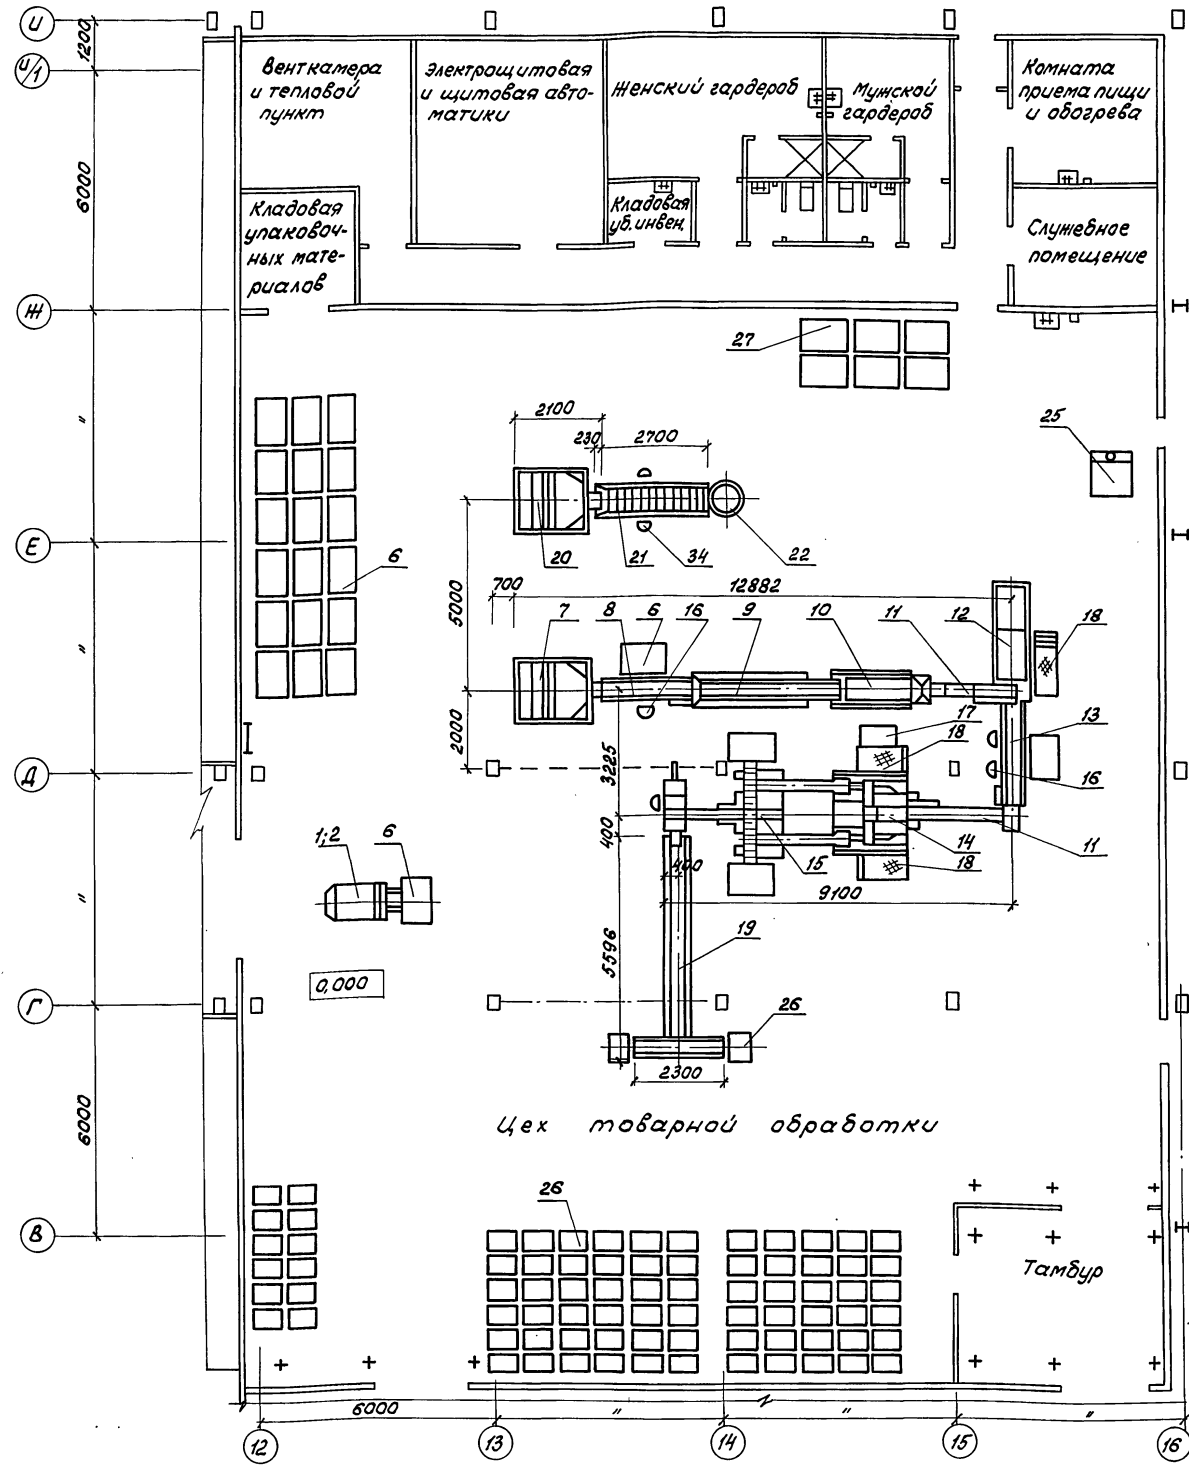 И
1200
И/1
Венткамера
и тепловой
пункт
Электрощитовая
и щитовая авто-
матики
Женский гардероб
Мужской
гардероб
Комната
приема пищи
и обогрева
6000
Кладовая
упаковоч-
ных мате-
риалов
Кладовая
уб. инвен.
Служебное
помещение
Ж
27
"
2100
25
230
2700
Е
6
20
21
34
22
700
12882
5000
7
8
6
16
9
10
11
12
18
"
2000
3225
17
18
13
Д
16
400
1;2
6
15
14
11
400
18
9100
"
5596
19
0,000
Г
26
2300
6000
Цех товарной обработки
26
В
Тамбур
6000
"
"
"
12
13
14
15
16